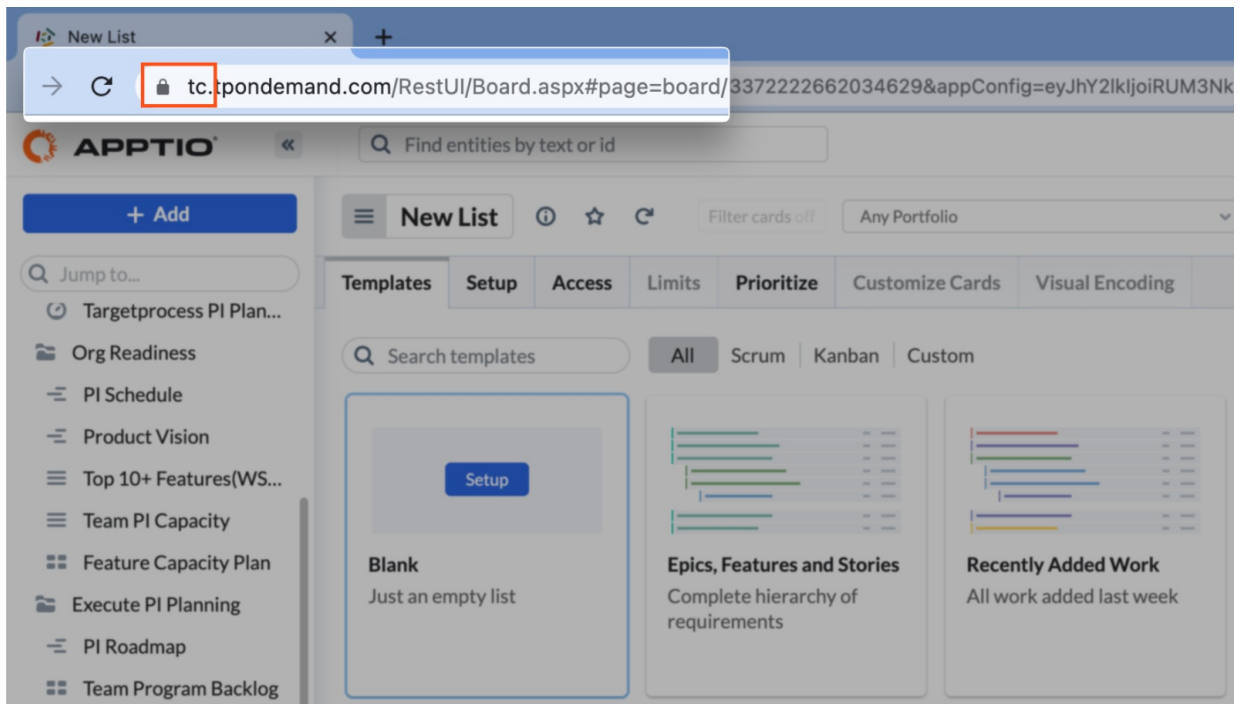 New List
tc.tpondemand.com/RestUI/Board.aspx#page=board/3372222662034629&appConfig=eyJhY2lkIjoiRUM3Nk
APPTIO
Find entities by text or id
+ Add
New List
Filter cards off
Any Portfolio
Jump to...
Targetprocess PI Plan...
Org Readiness
PI Schedule
Product Vision
Top 10+ Features(WS...
Team PI Capacity
Feature Capacity Plan
Execute PI Planning
PI Roadmap
Team Program Backlog
Templates Setup Access Limits Prioritize Customize Cards Visual Encoding
Search templates
All Scrum Kanban Custom
Setup
Blank
Just an empty list
Epics, Features and Stories
Complete hierarchy of
requirements
Recently Added Work
All work added last week